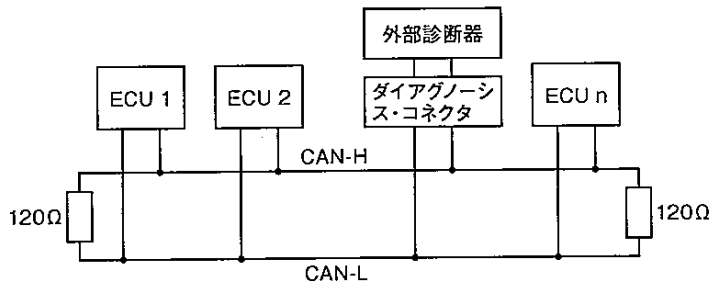 外部診断器
ECU 1
ECU 2
ダイアグノーシ
ス・コネクタ
ECU n
CAN-H
120Ω
120Ω
CAN-L